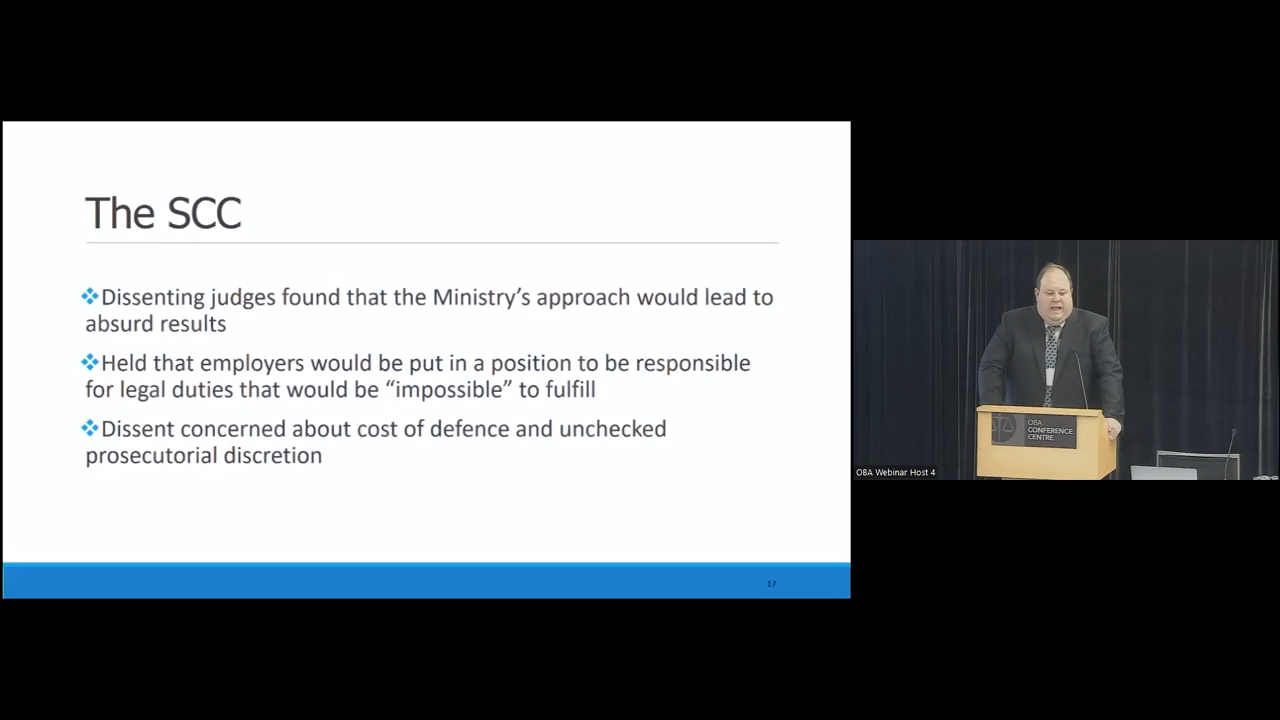 The SCC
Dissenting judges found that the Ministry’s approach would lead to
absurd results
Held that employers would be put in a position to be responsible
for legal duties that would be “impossible” to fulfill
Dissent concerned about cost of defence and unchecked
prosecutorial discretion
17
OBA
CONFERENCE
CENTRE
OBA Webinar Host 4